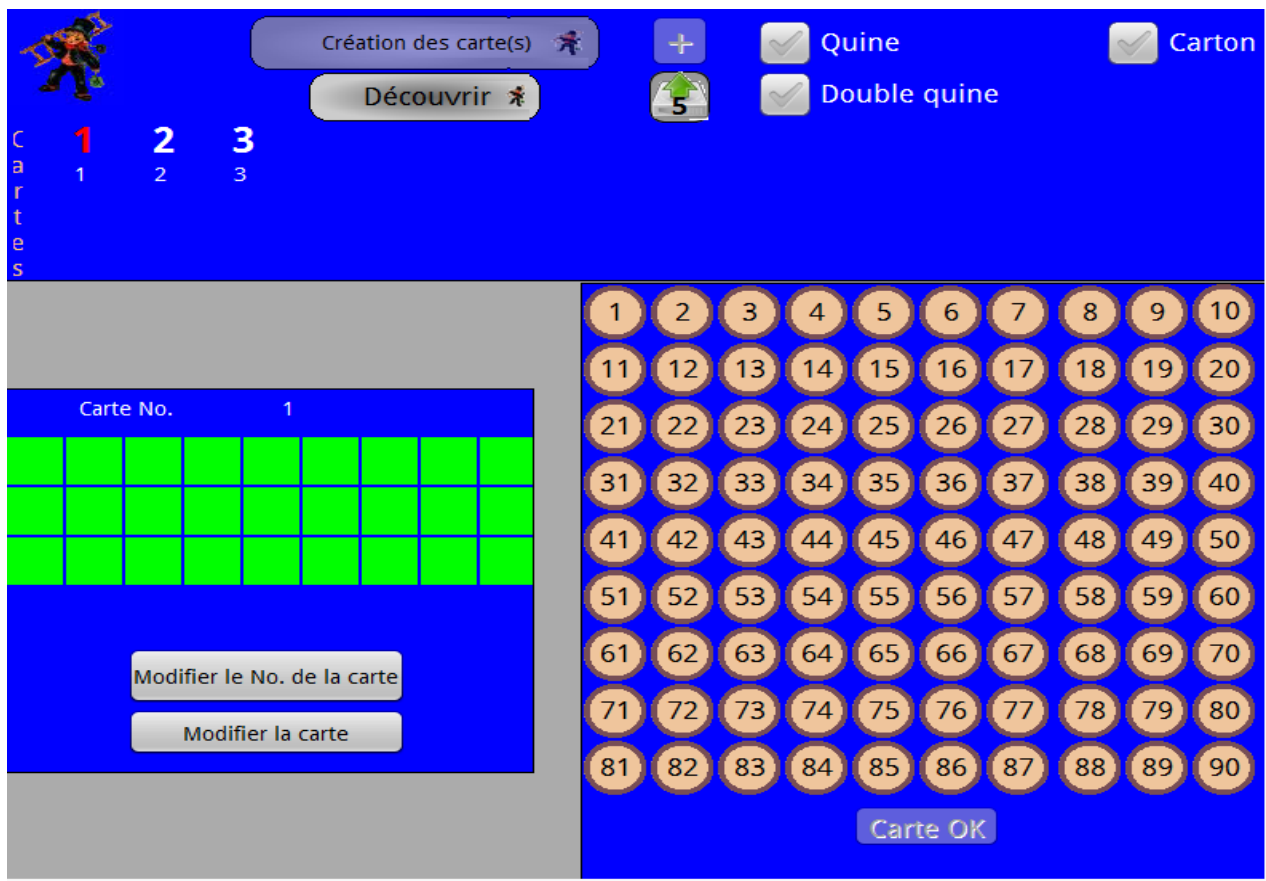 Création des carte(s)
+
Quine
Carton
Découvrir
5
Double quine
Cartes
1 2 3
1 2 3
Carte No. 1
Modifier le No. de la carte
Modifier la carte
1 2 3 4 5 6 7 8 9 10
11 12 13 14 15 16 17 18 19 20
21 22 23 24 25 26 27 28 29 30
31 32 33 34 35 36 37 38 39 40
41 42 43 44 45 46 47 48 49 50
51 52 53 54 55 56 57 58 59 60
61 62 63 64 65 66 67 68 69 70
71 72 73 74 75 76 77 78 79 80
81 82 83 84 85 86 87 88 89 90
Carte OK